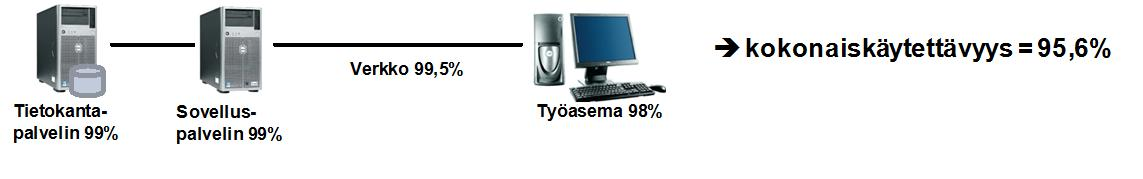 Tietokanta-
palvelin 99%
Sovellus-
palvelin 99%
Verkko 99,5%
Työasema 98%
➔ kokonaiskäytettävyys = 95,6%